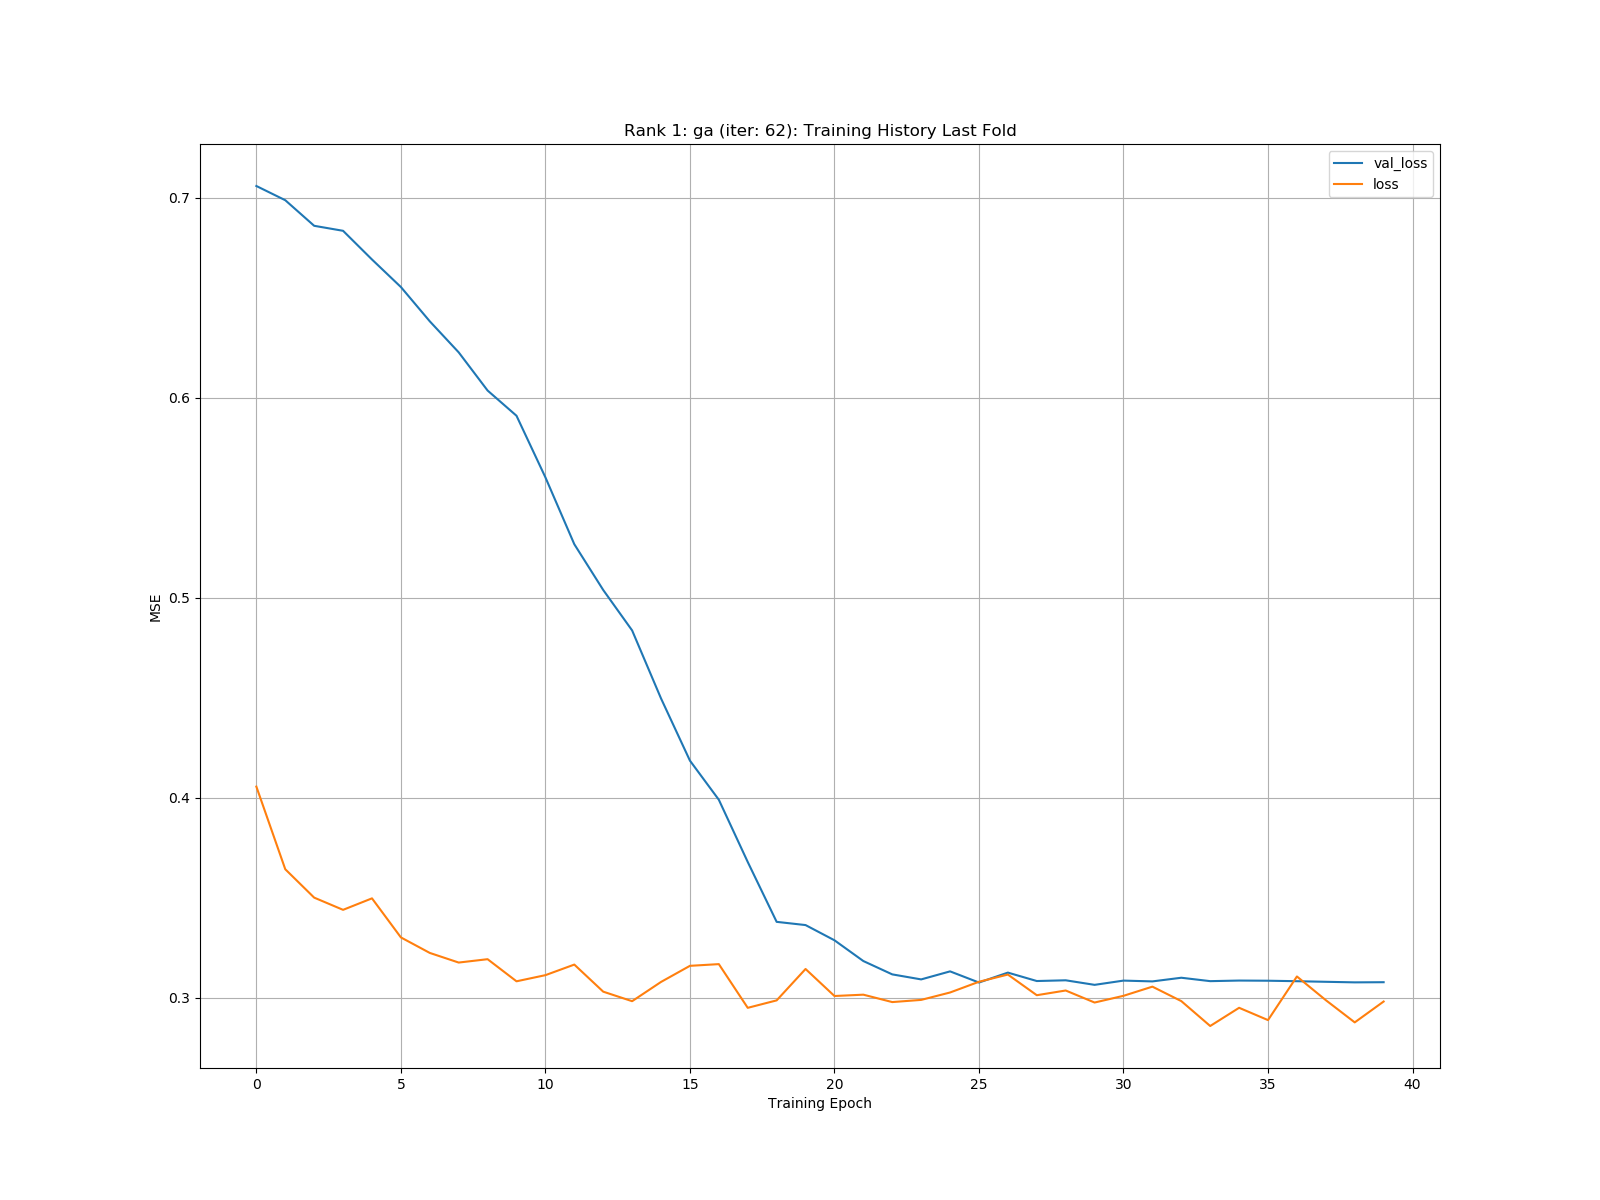 Rank 1: ga (iter: 62): Training History Last Fold
val_loss
loss
0.7
0.6
0.5
0.4
0.3
MSE
0 5 10 15 20 25 30 35 40
Training Epoch